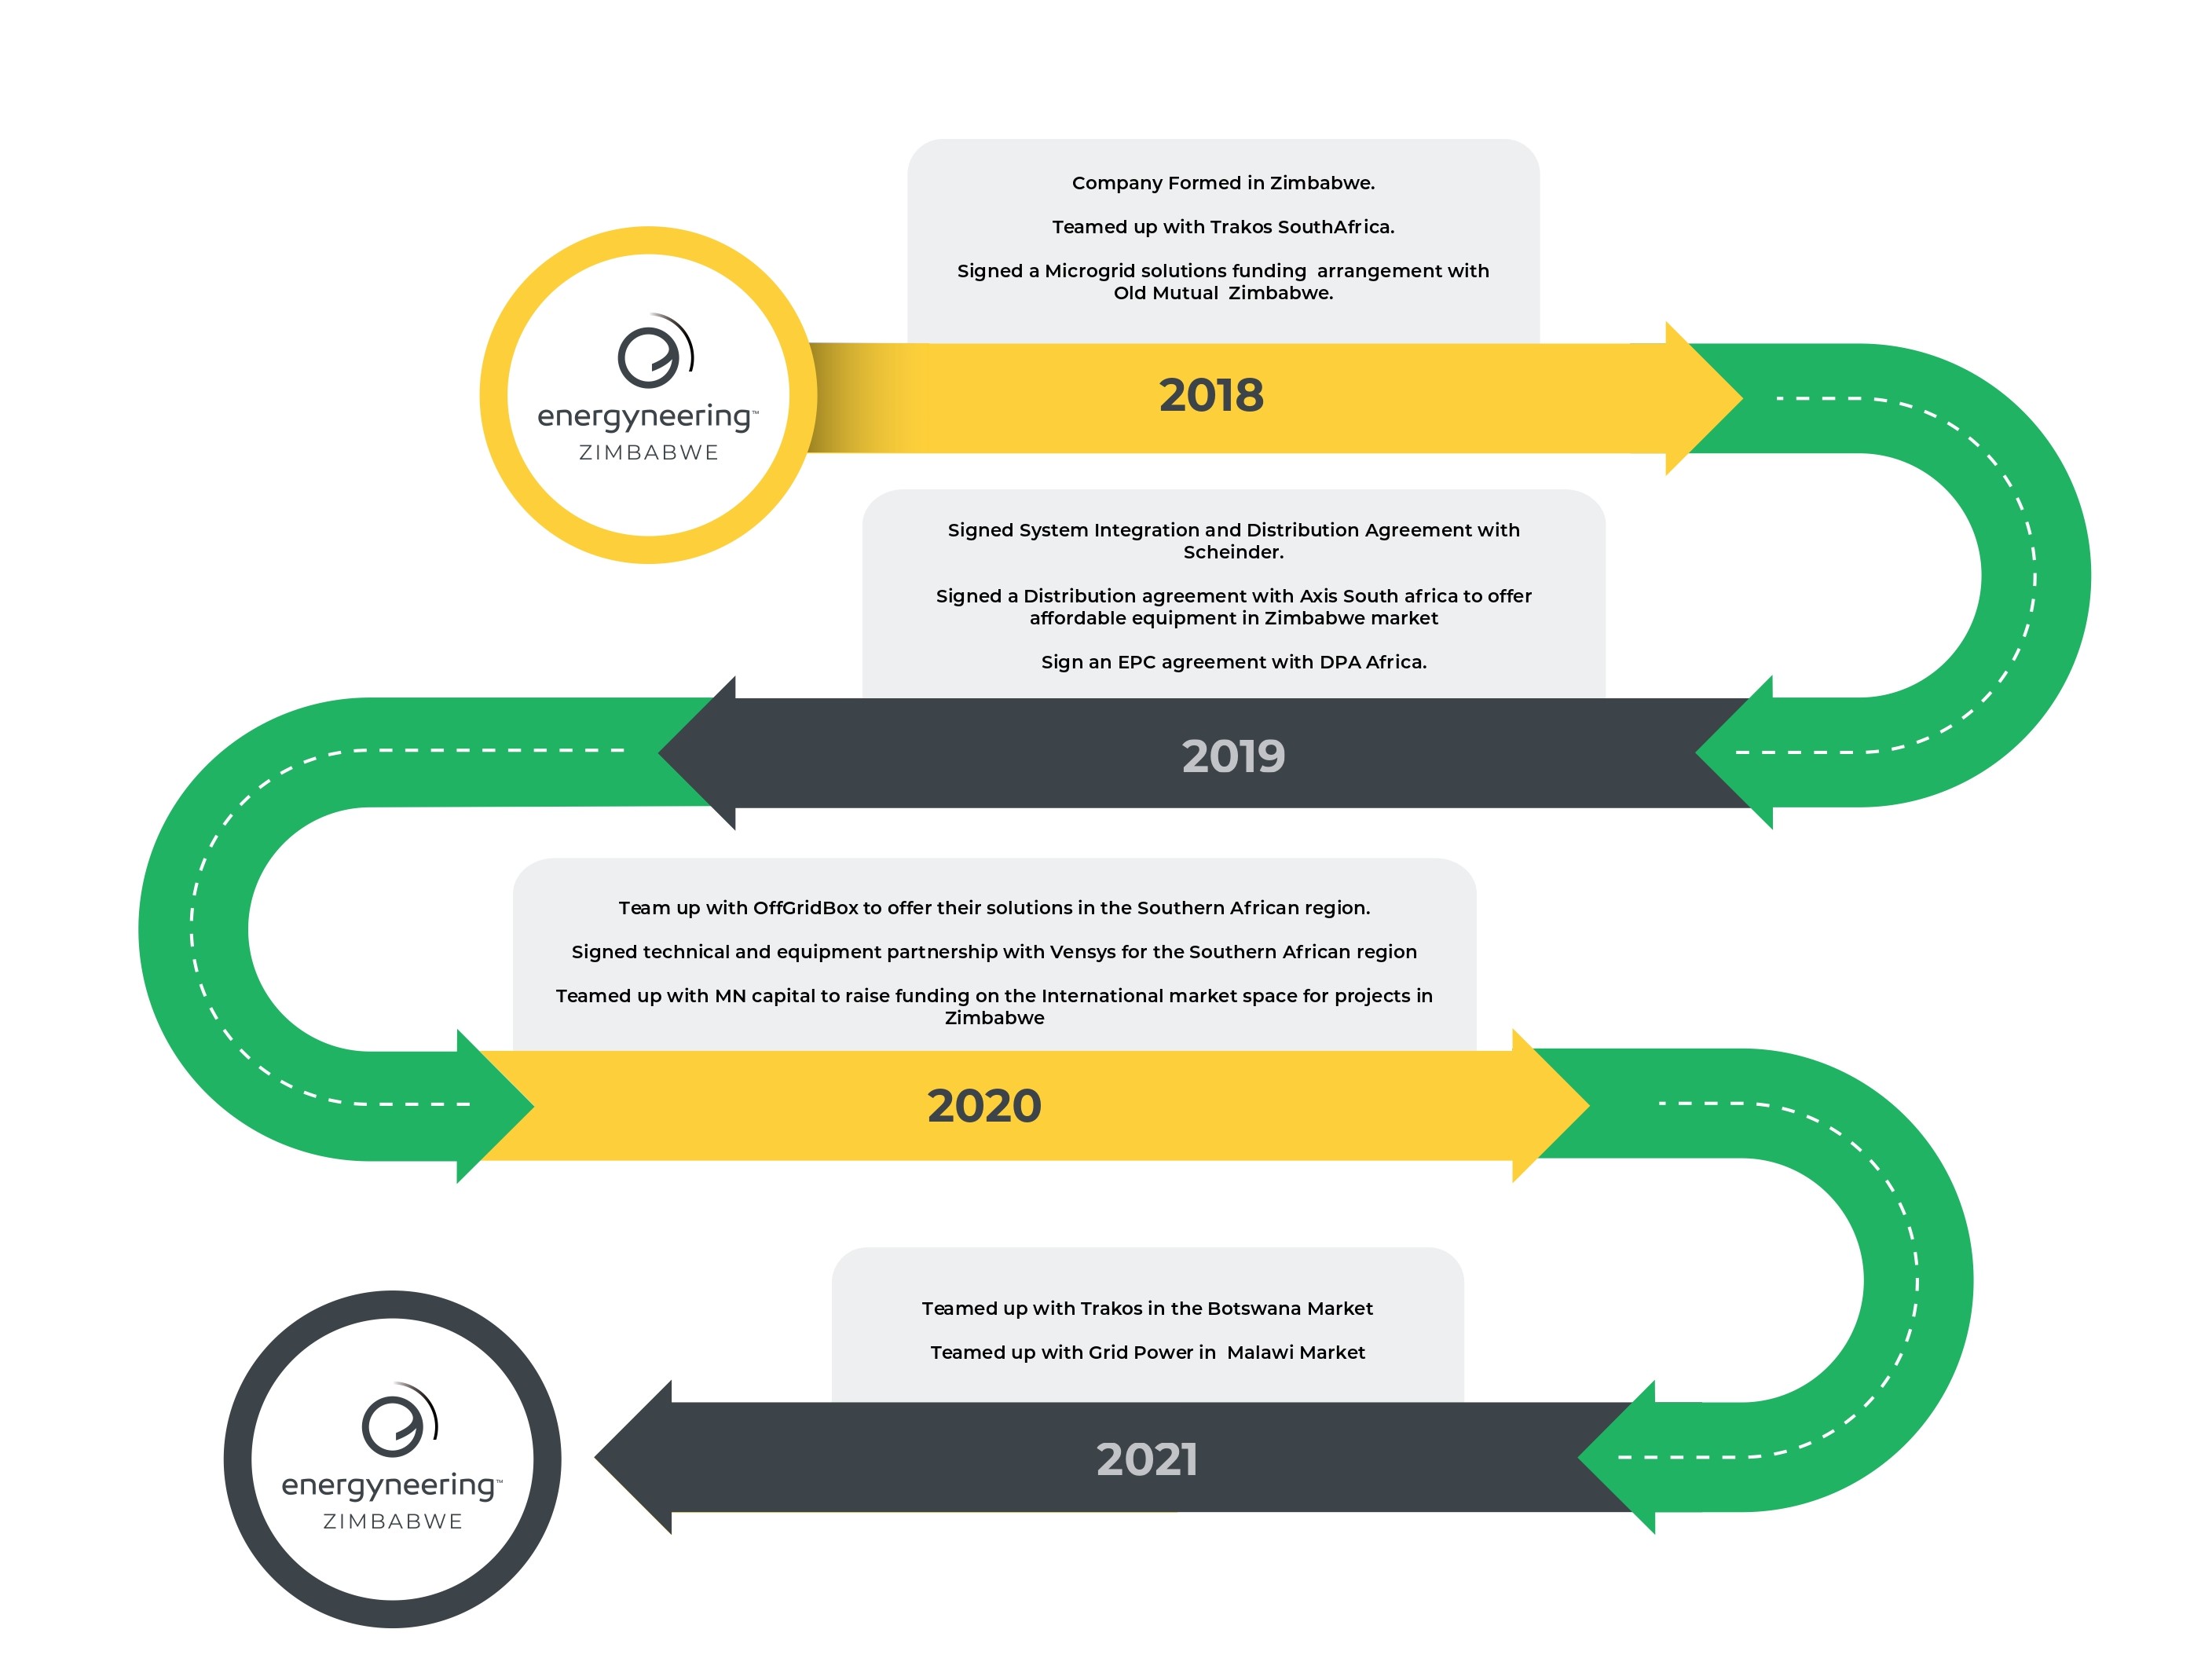 Company Formed in Zimbabwe.
Teamed up with Trakos SouthAfrica.
Signed a Microgrid solutions funding arrangement with
Old Mutual Zimbabwe.
energyneering™
ZIMBABWE
2018
Signed System Integration and Distribution Agreement with
Scheinder.
Signed a Distribution agreement with Axis South africa to offer
affordable equipment in Zimbabwe market
Sign an EPC agreement with DPA Africa.
2019
Team up with OffGridBox to offer their solutions in the Southern African region.
Signed technical and equipment partnership with Vensys for the Southern African region
Teamed up with MN capital to raise funding on the International market space for projects in
Zimbabwe
2020
Teamed up with Trakos in the Botswana Market
Teamed up with Grid Power in Malawi Market
2021
energyneering™
ZIMBABWE